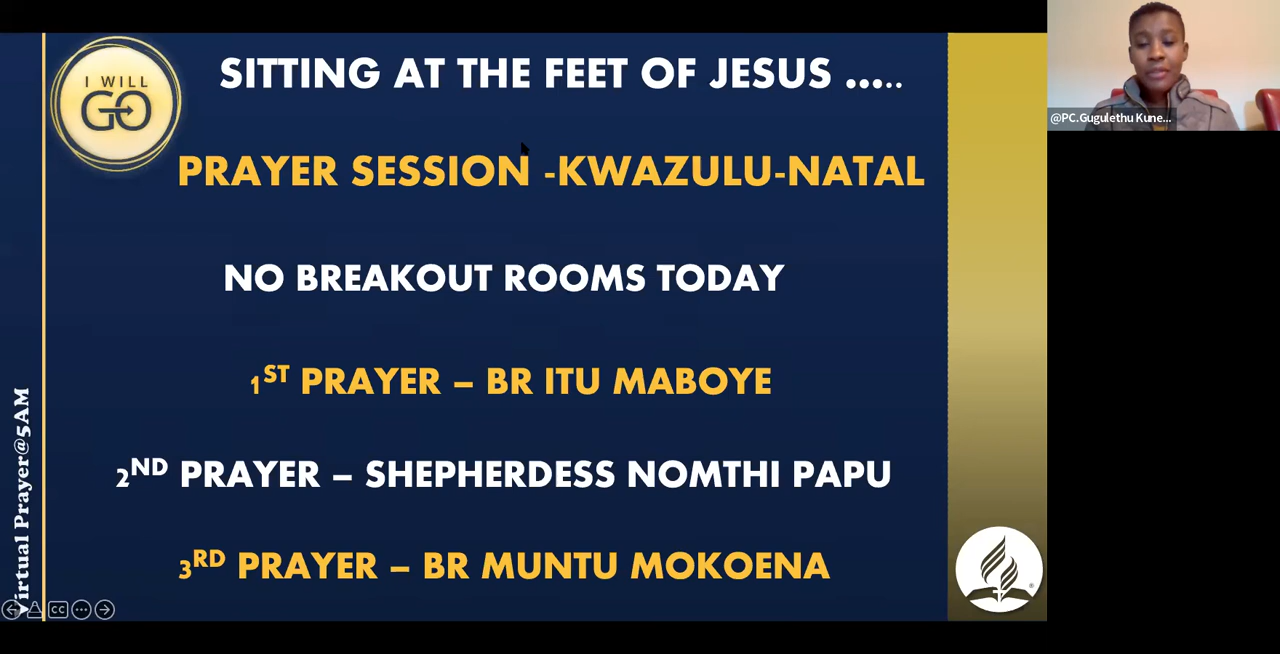 I WILL
GO
SITTING AT THE FEET OF JESUS .....
PRAYER SESSION -KWAZULU-NATAL
NO BREAKOUT ROOMS TODAY
1ST PRAYER – BR ITU MABOYE
2ND PRAYER – SHEPHERDESS NOMTHI PAPU
3RD PRAYER – BR MUNTU MOKOENA
Virtual Prayer@5AM
CC
@PC.Gugulethu Kune...